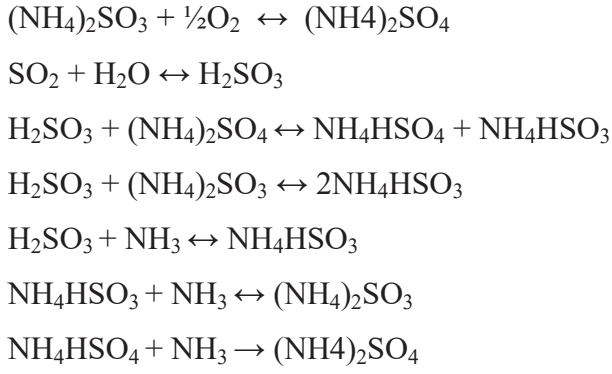 (NH₄)₂SO₃ + ½O₂ ↔ (NH4)₂SO₄
SO₂ + H₂O ↔ H₂SO₃
H₂SO₃ + (NH₄)₂SO₄ ↔ NH₄HSO₄ + NH₄HSO₃
H₂SO₃ + (NH₄)₂SO₃ ↔ 2NH₄HSO₃
H₂SO₃ + NH₃ ↔ NH₄HSO₃
NH₄HSO₃ + NH₃ ↔ (NH₄)₂SO₃
NH₄HSO₄ + NH₃ → (NH4)₂SO₄